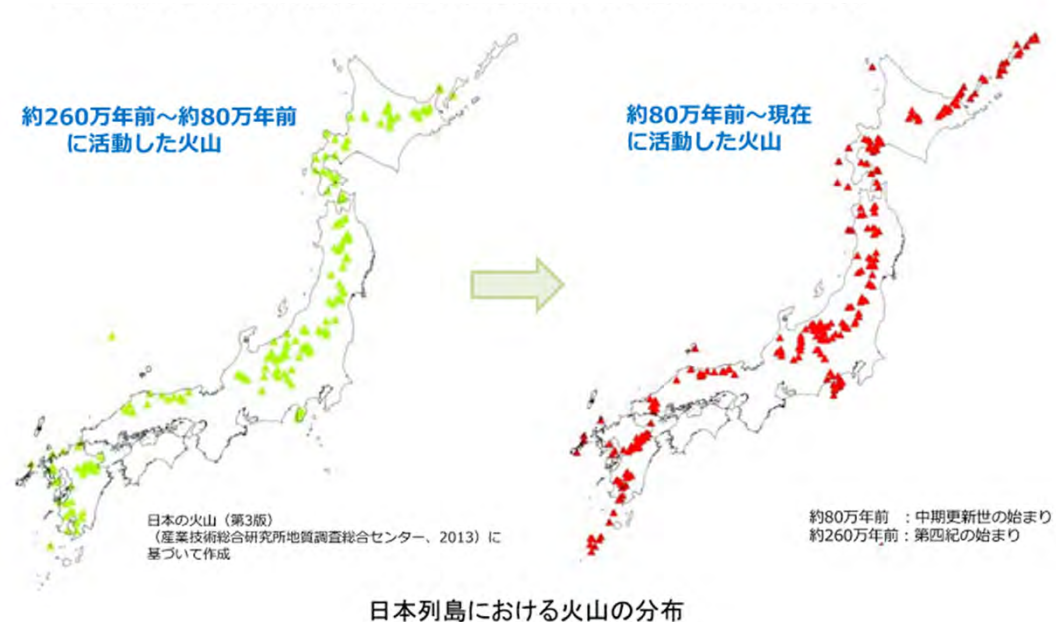 約260万年前～約80万年前
に活動した火山
約80万年前～現在
に活動した火山
日本の火山（第3版）
（産業技術総合研究所地質調査総合センター、2013）に
基づいて作成
約80万年前　：中期更新世の始まり
約260万年前：第四紀の始まり
日本列島における火山の分布